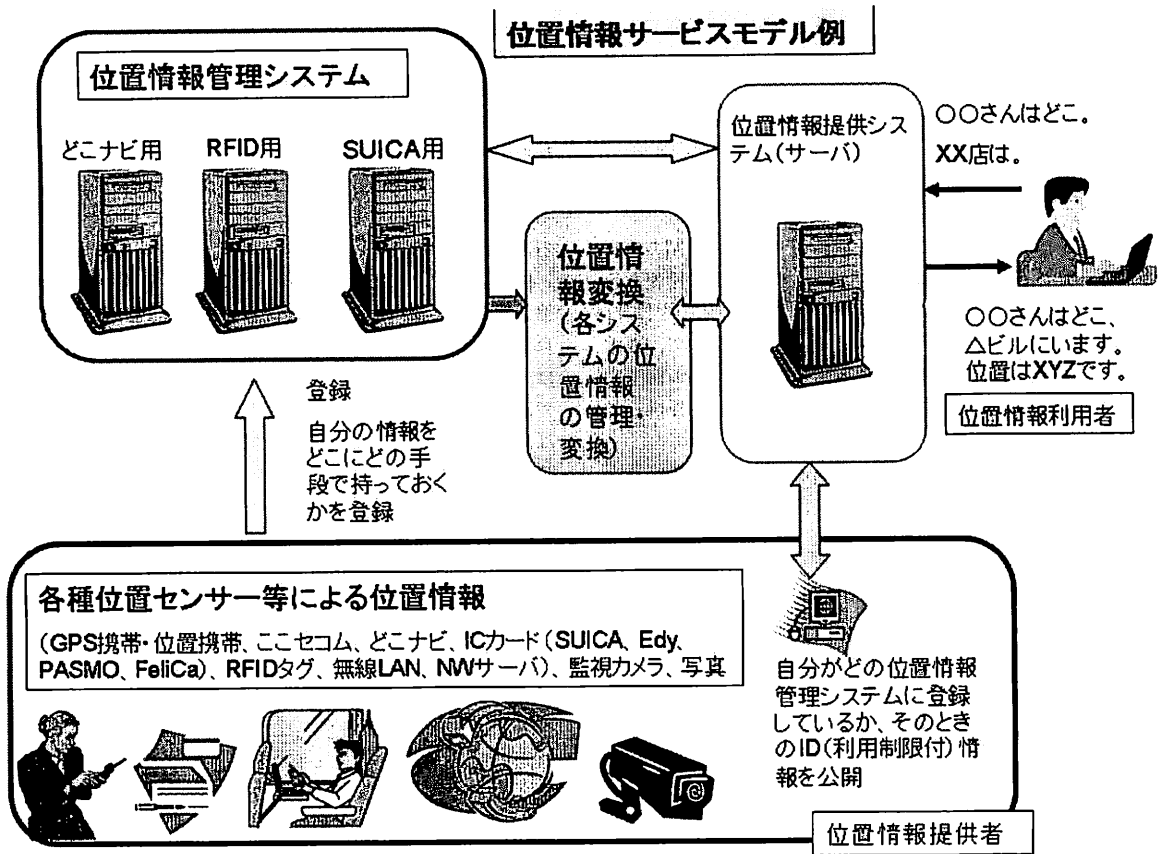 位置情報サービスモデル例
位置情報管理システム
どこナビ用
RFID用
SUICA用
位置情報提供シス
テム(サーバ)
〇〇さんはどこ。
XX店は。
位置情
報変換
(各シス
テムの位
置情報
の管理・
変換)
〇〇さんはどこ、
△ビルにいます。
位置はXYZです。
位置情報利用者
登録
自分の情報を
どこにどの手
段で持っておく
かを登録
各種位置センサー等による位置情報
(GPS携帯・位置携帯、ここセコム、どこナビ、ICカード(SUICA、Edy、
PASMO、FeliCa)、RFIDタグ、無線LAN、NWサーバ)、監視カメラ、写真
自分がどの位置情報
管理システムに登録
しているか、そのとき
のID(利用制限付)情
報を公開
位置情報提供者